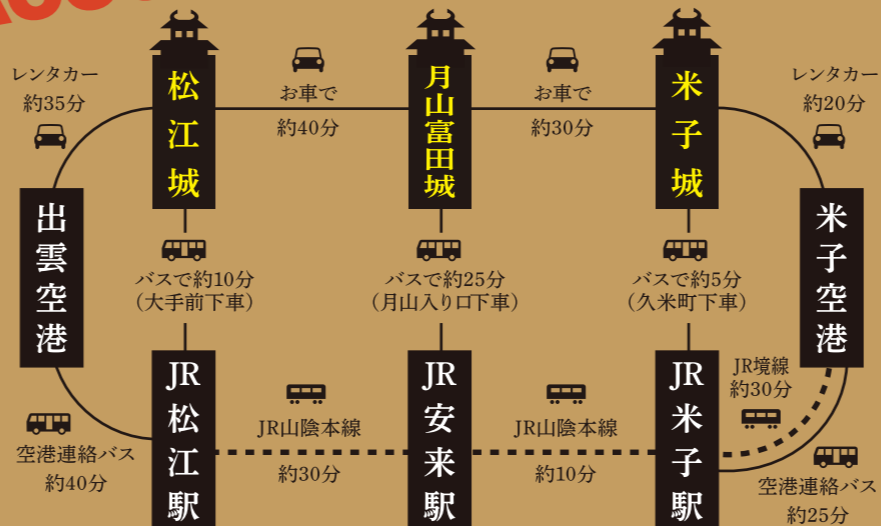 レンタカー
約35分
松江城
お車で
約40分
月山富田城
お車で
約30分
米子城
レンタカー
約20分
出雲空港
バスで約10分
（大手前下車）
バスで約25分
（月山入り口下車）
バスで約5分
（久米町下車）
米子空港
空港連絡バス
約40分
JR松江駅
JR山陰本線
約30分
JR安来駅
JR山陰本線
約10分
JR米子駅
JR境線
約30分
空港連絡バス
約25分